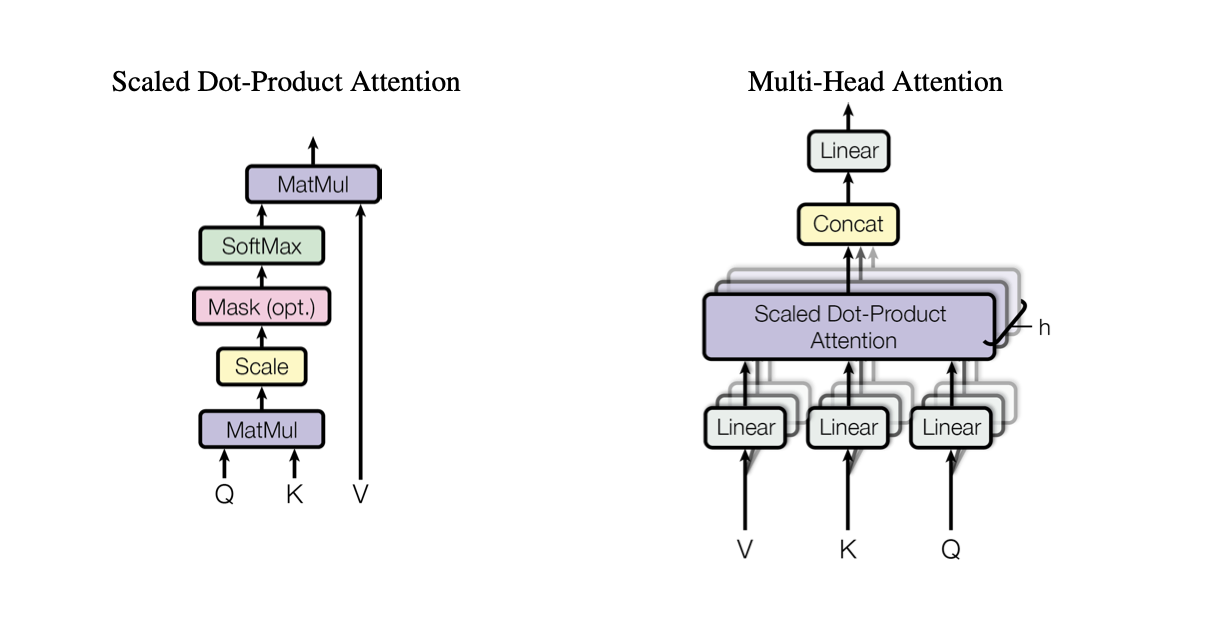 Scaled Dot-Product Attention
MatMul
SoftMax
Mask (opt.)
Scale
MatMul
Q K V
Multi-Head Attention
Linear
Concat
Scaled Dot-Product
Attention
h
Linear Linear Linear
V K Q